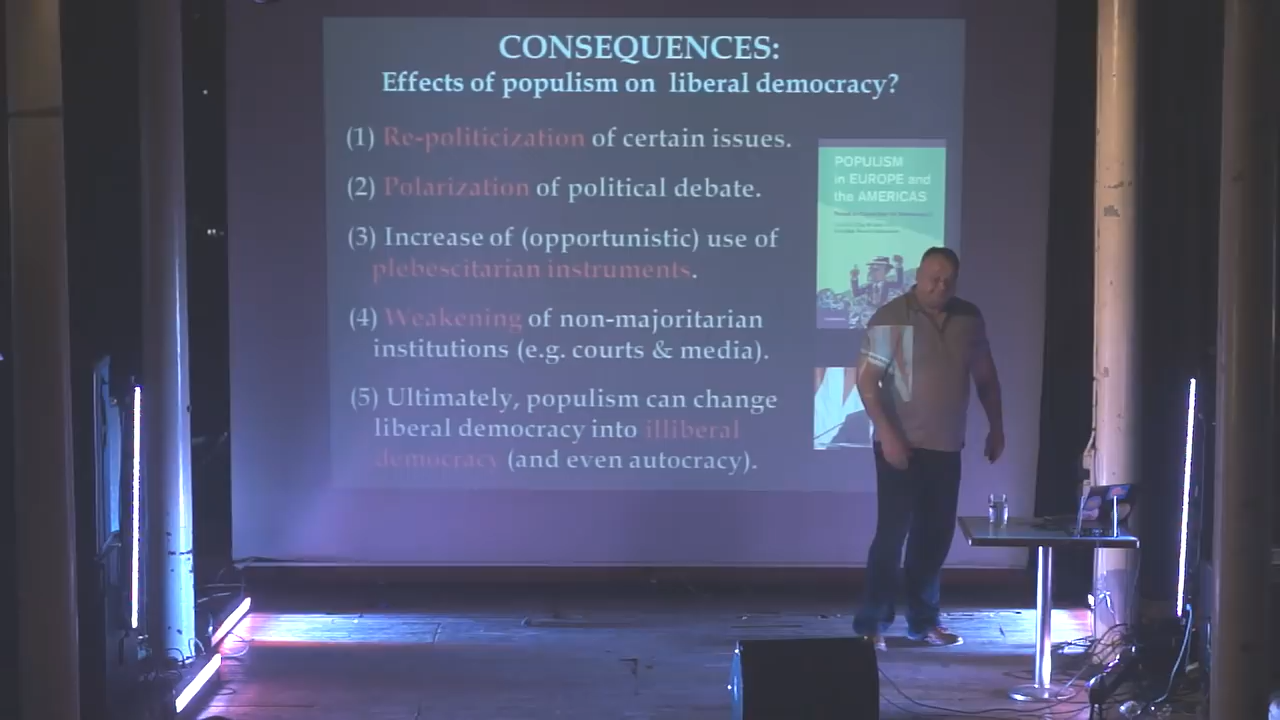 CONSEQUENCES:
Effects of populism on liberal democracy?
(1) Re-politicization of certain issues.
(2) Polarization of political debate.
(3) Increase of (opportunistic) use of
plebescitarian instruments.
(4) Weakening of non-majoritarian
institutions (e.g. courts & media).
(5) Ultimately, populism can change
liberal democracy into illiberal
democracy (and even autocracy).
POPULISM
in EUROPE and
the AMERICAS